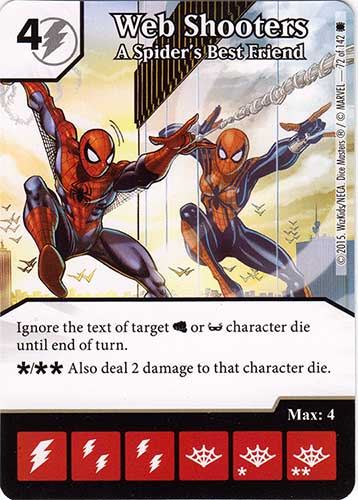 4
Web Shooters
A Spider's Best Friend
©2015. WizKids/NECA. Dice Masters ® / © MARVEL — 72 of 142
Ignore the text of target or character die
until end of turn.
*/** Also deal 2 damage to that character die.
Max: 4
*
**